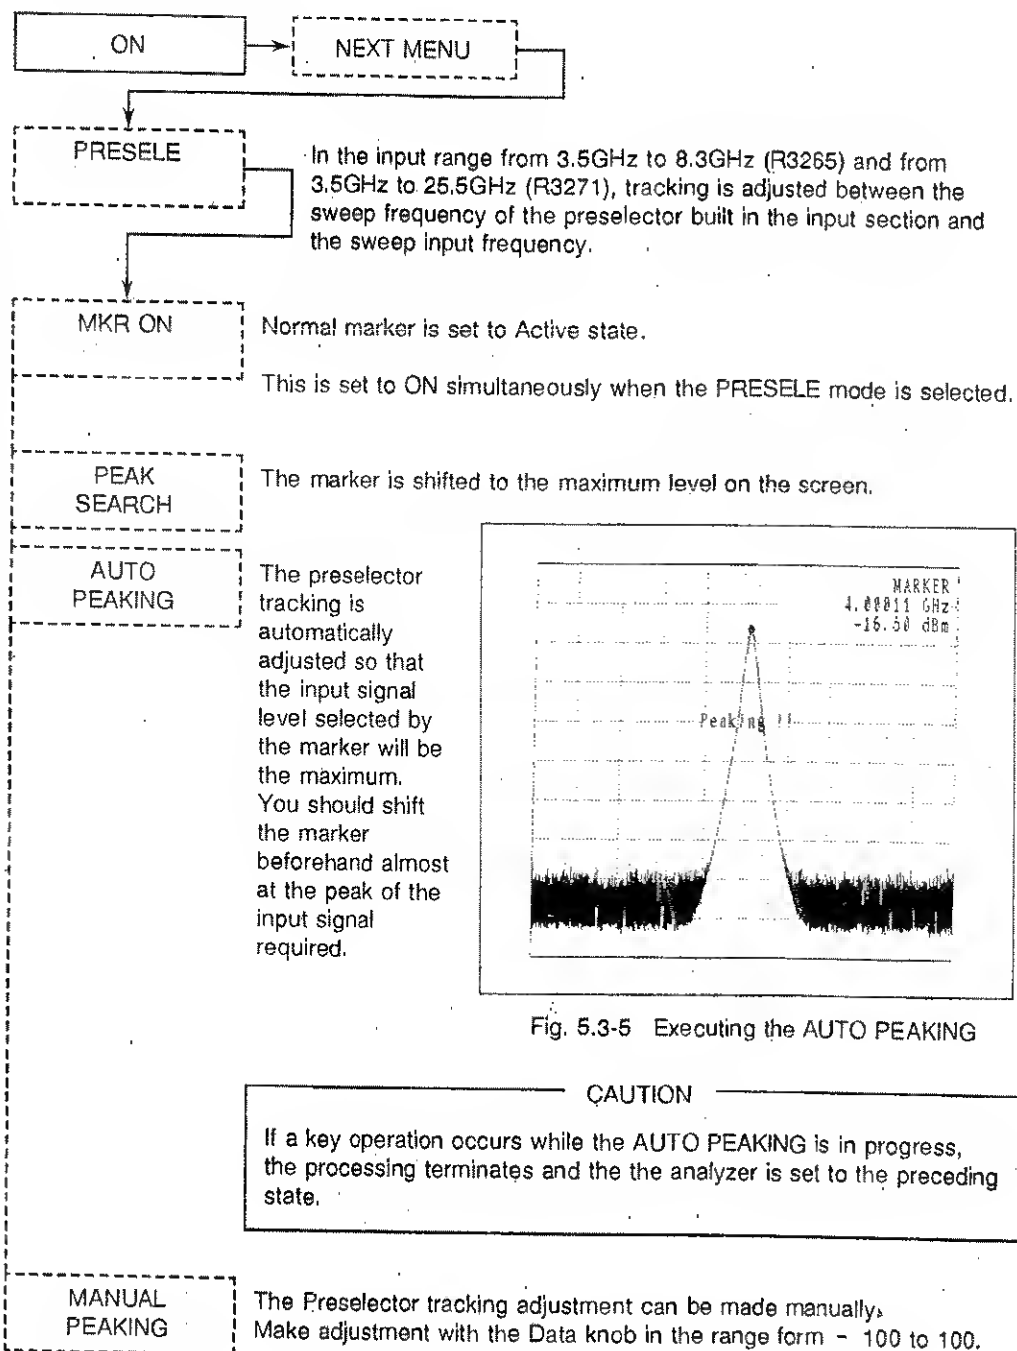 ON
NEXT MENU
PRESELE
In the input range from 3.5GHz to 8.3GHz (R3265) and from
3.5GHz to 25.5GHz (R3271), tracking is adjusted between the
sweep frequency of the preselector built in the input section and
the sweep input frequency.
MKR ON
Normal marker is set to Active state.
This is set to ON simultaneously when the PRESELE mode is selected.
PEAK
SEARCH
The marker is shifted to the maximum level on the screen.
AUTO
PEAKING
The preselector
tracking is
automatically
adjusted so that
the input signal
level selected by
the marker will be
the maximum.
You should shift
the marker
beforehand almost
at the peak of the
input signal
required.
MARKER
GHz
dBm
Peaking !!
Fig. 5.3-5 Executing the AUTO PEAKING
CAUTION
If a key operation occurs while the AUTO PEAKING is in progress,
the processing terminates and the the analyzer is set to the preceding
state.
MANUAL
PEAKING
The Preselector tracking adjustment can be made manually.
Make adjustment with the Data knob in the range form - 100 to 100.